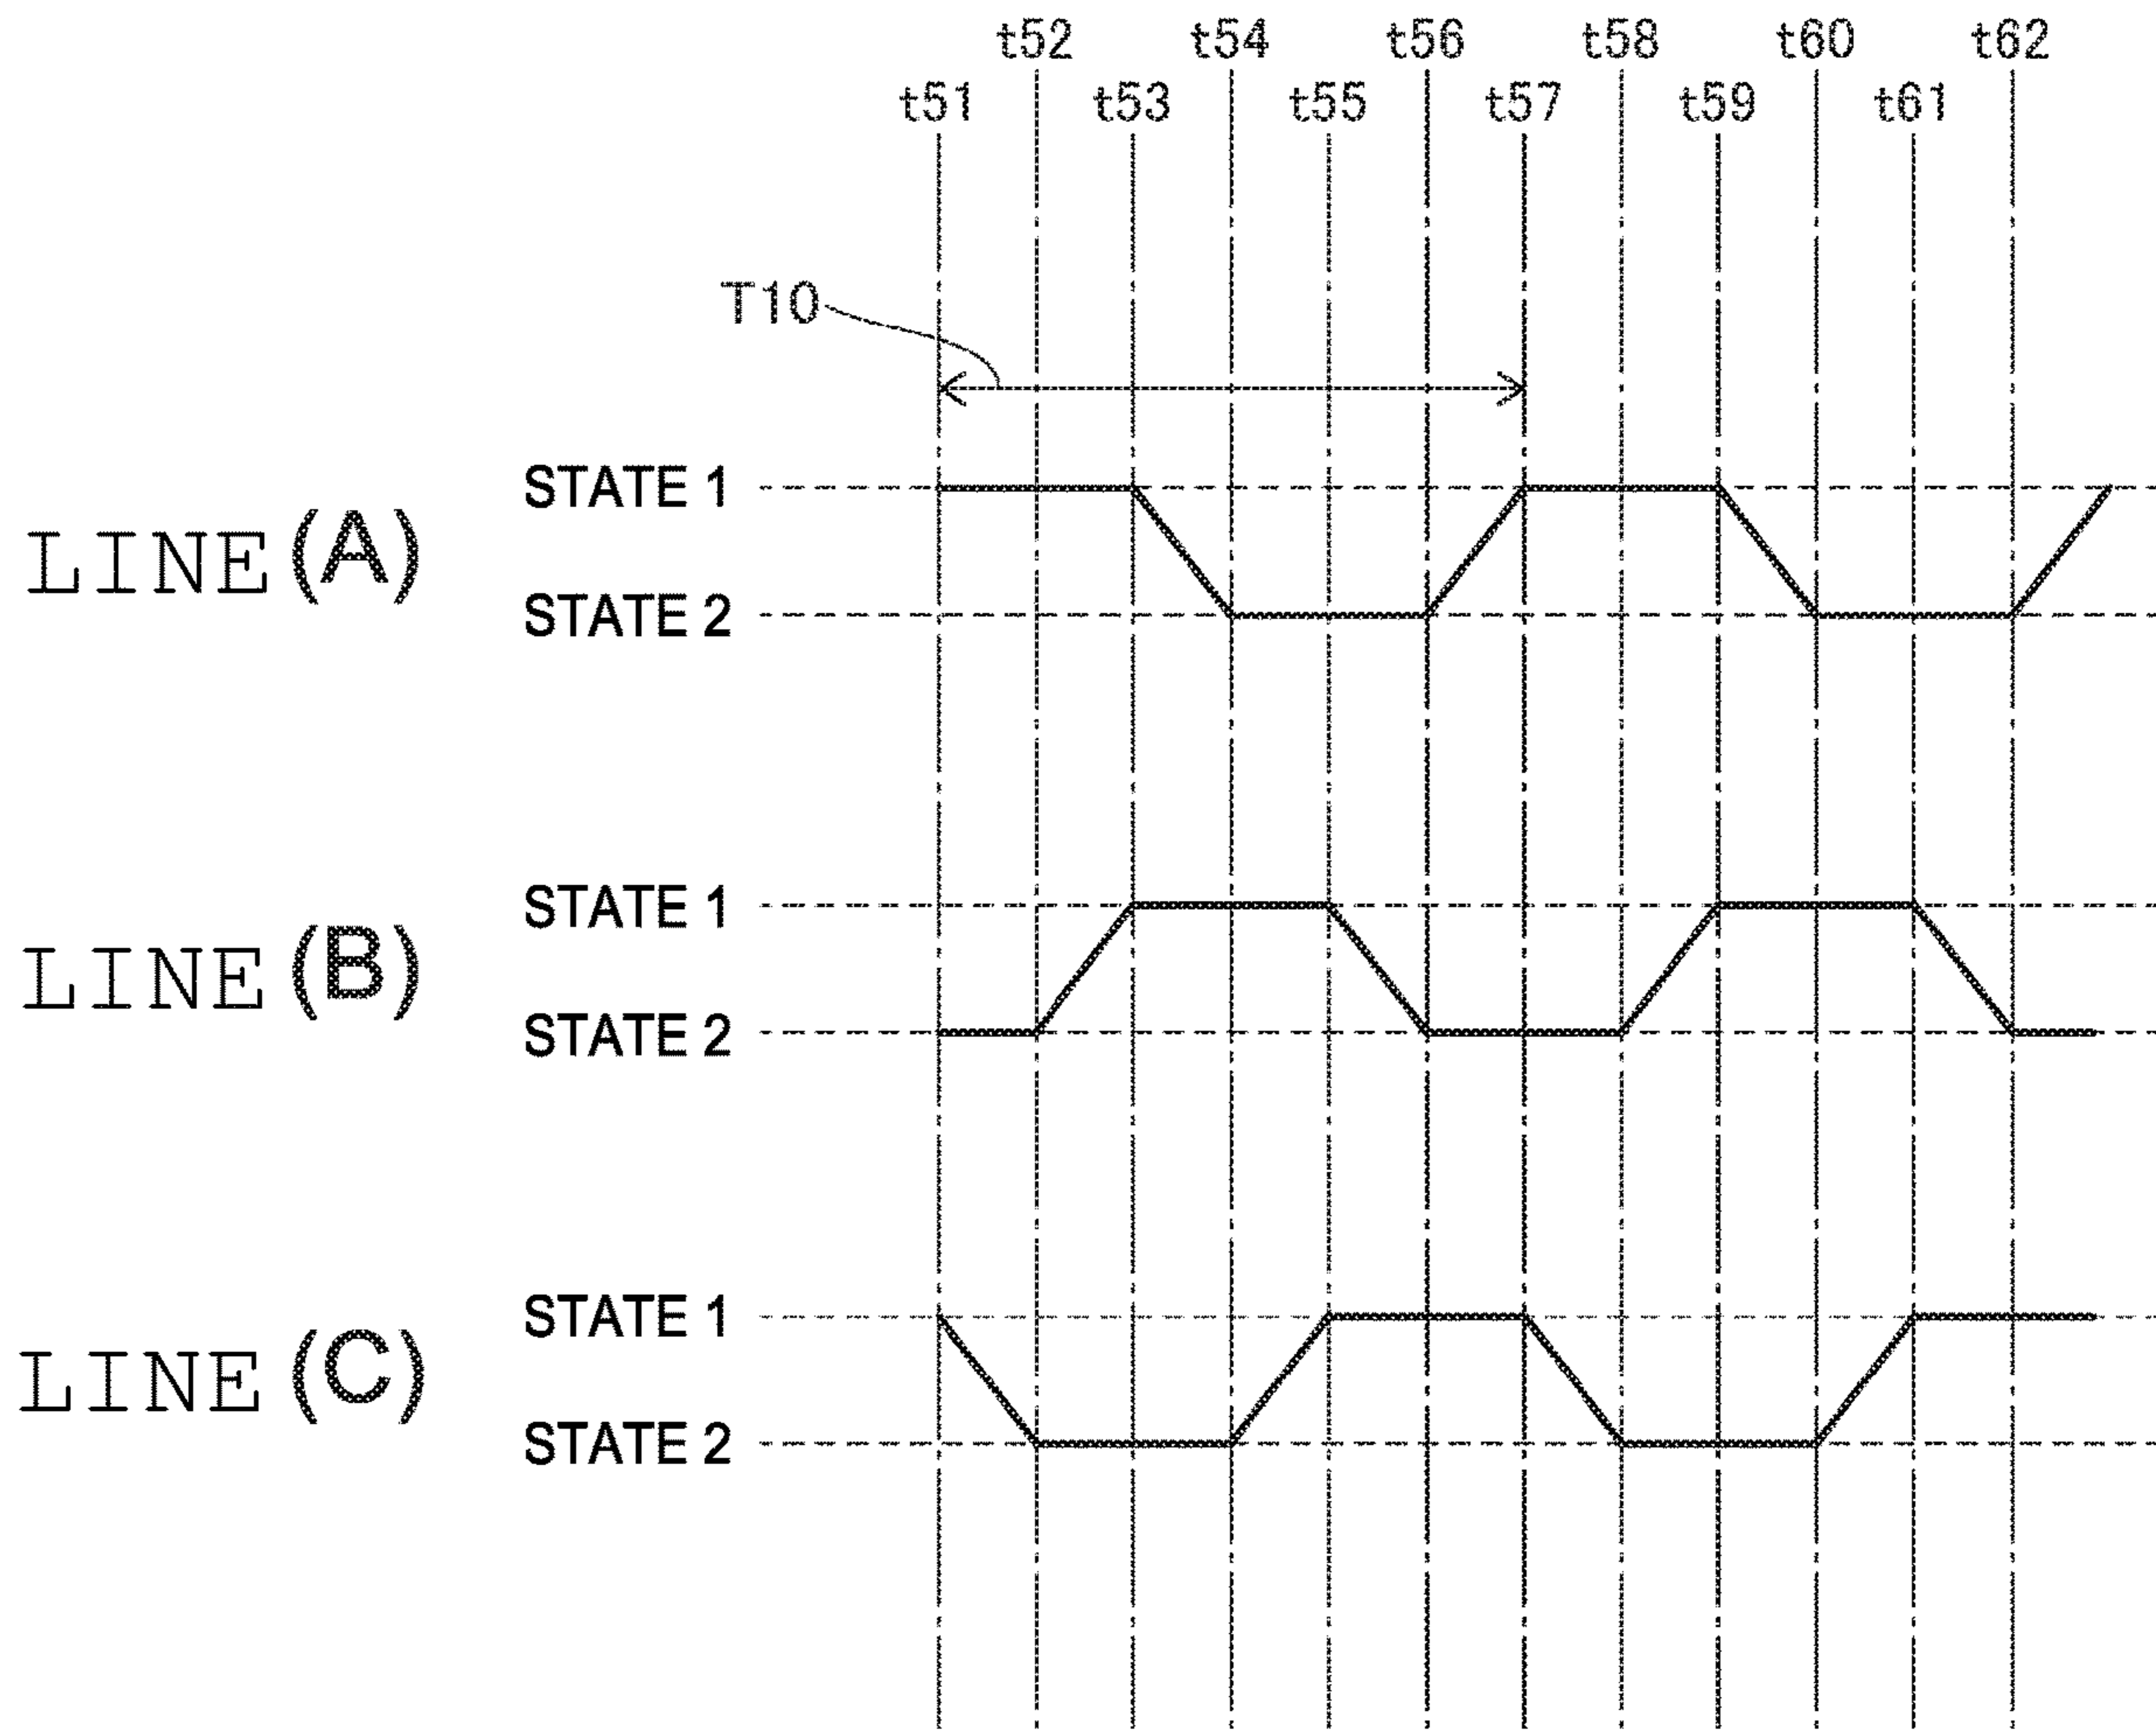 t52 t54 t56 t58 t60 t62
t51 t53 t55 t57 t59 t61
T10
STATE 1
LINE (A)
STATE 2
STATE 1
LINE (B)
STATE 2
STATE 1
LINE (C)
STATE 2